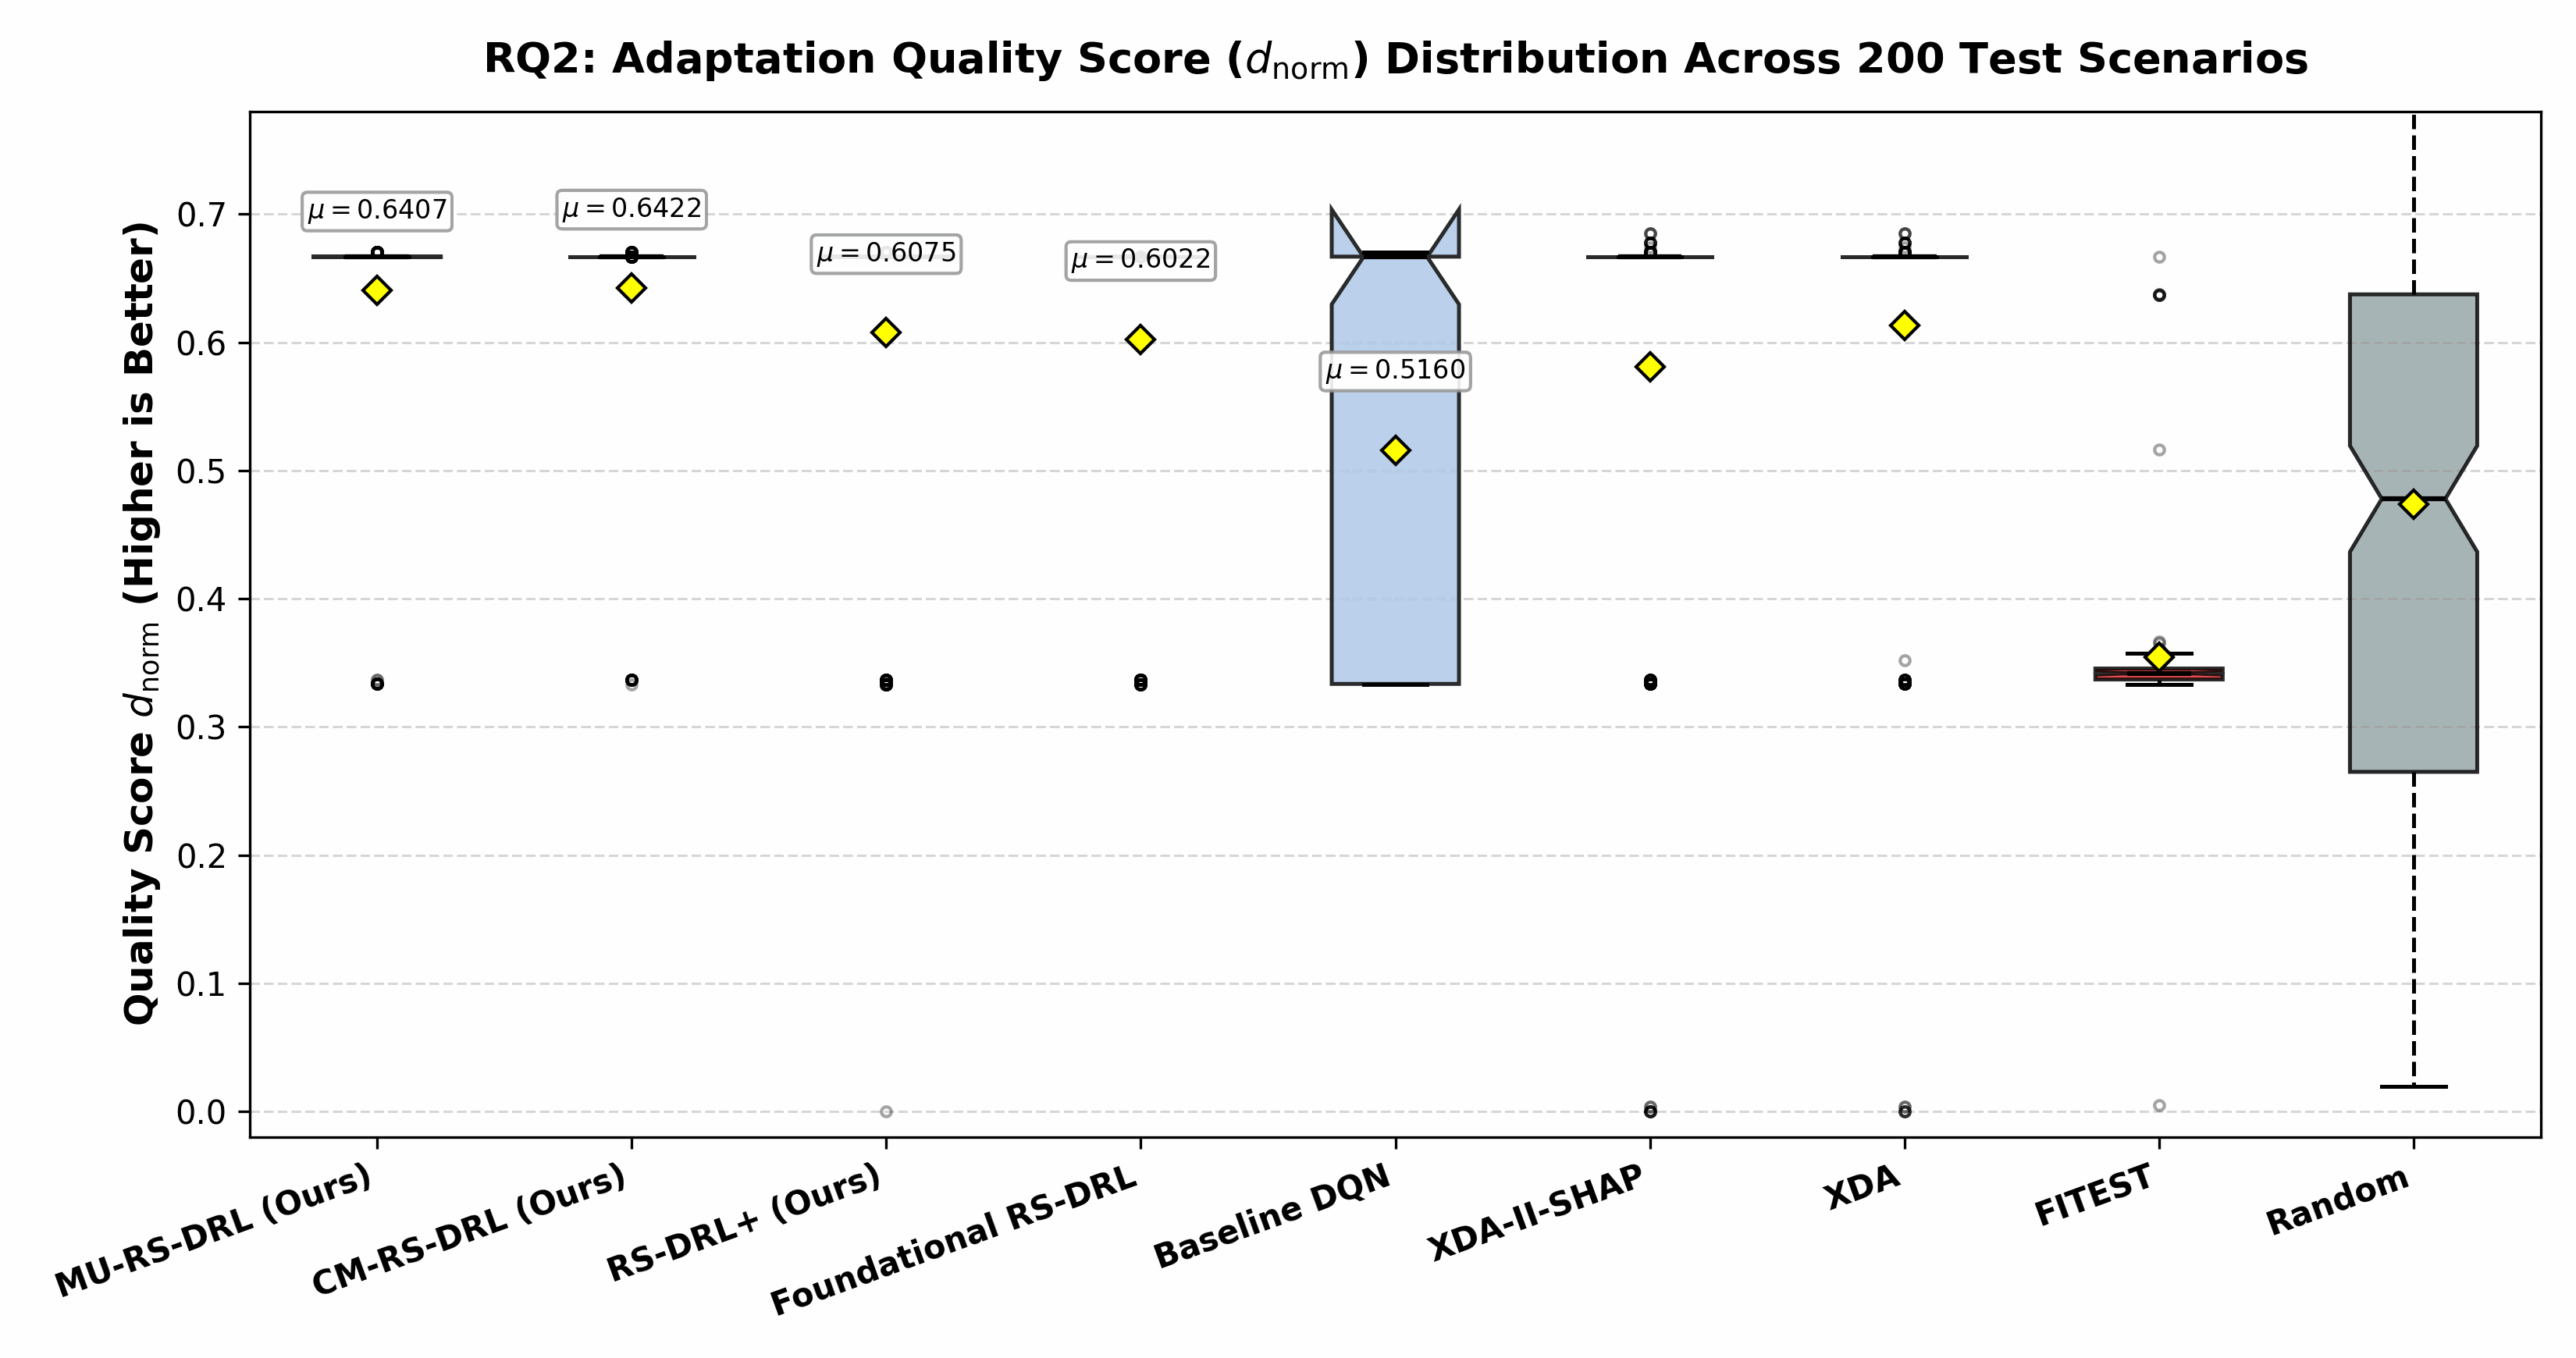 RQ2: Adaptation Quality Score (d_norm) Distribution Across 200 Test Scenarios
Quality Score d_norm (Higher is Better)
0.7
0.6
0.5
0.4
0.3
0.2
0.1
0.0
μ = 0.6407
μ = 0.6422
μ = 0.6075
μ = 0.6022
μ = 0.5160
MU-RS-DRL (Ours)
CM-RS-DRL (Ours)
RS-DRL+ (Ours)
Foundational RS-DRL
Baseline DQN
XDA-II-SHAP
XDA
FITEST
Random